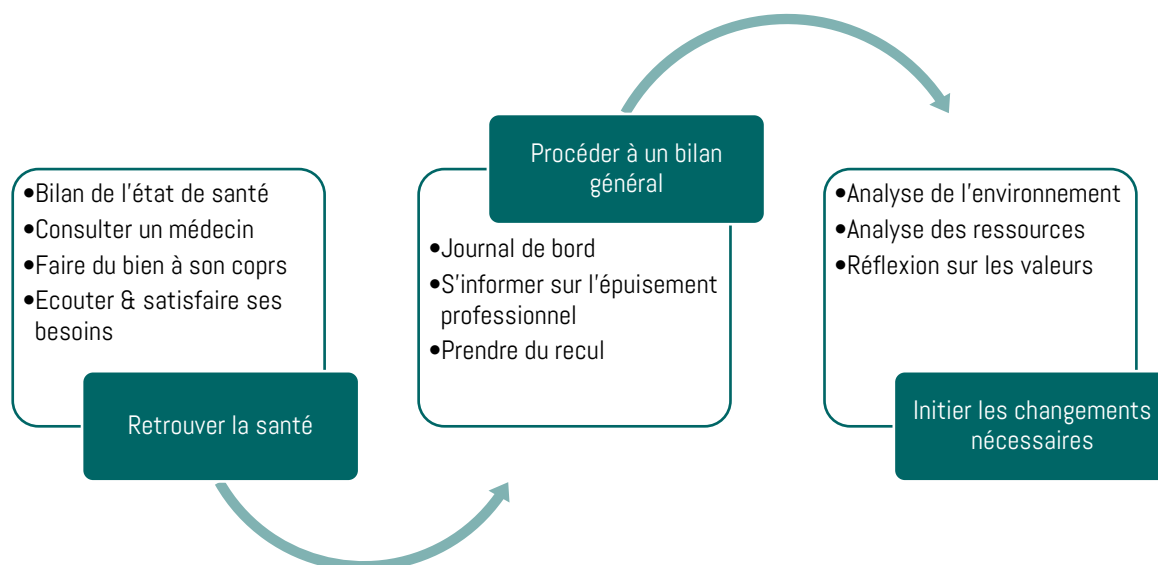 •Bilan de l'état de santé
•Consulter un médecin
•Faire du bien à son coprs
•Ecouter & satisfaire ses
besoins
Retrouver la santé
Procéder à un bilan
général
•Journal de bord
•S'informer sur l'épuisement
professionnel
•Prendre du recul
•Analyse de l'environnement
•Analyse des ressources
•Réflexion sur les valeurs
Initier les changements
nécessaires